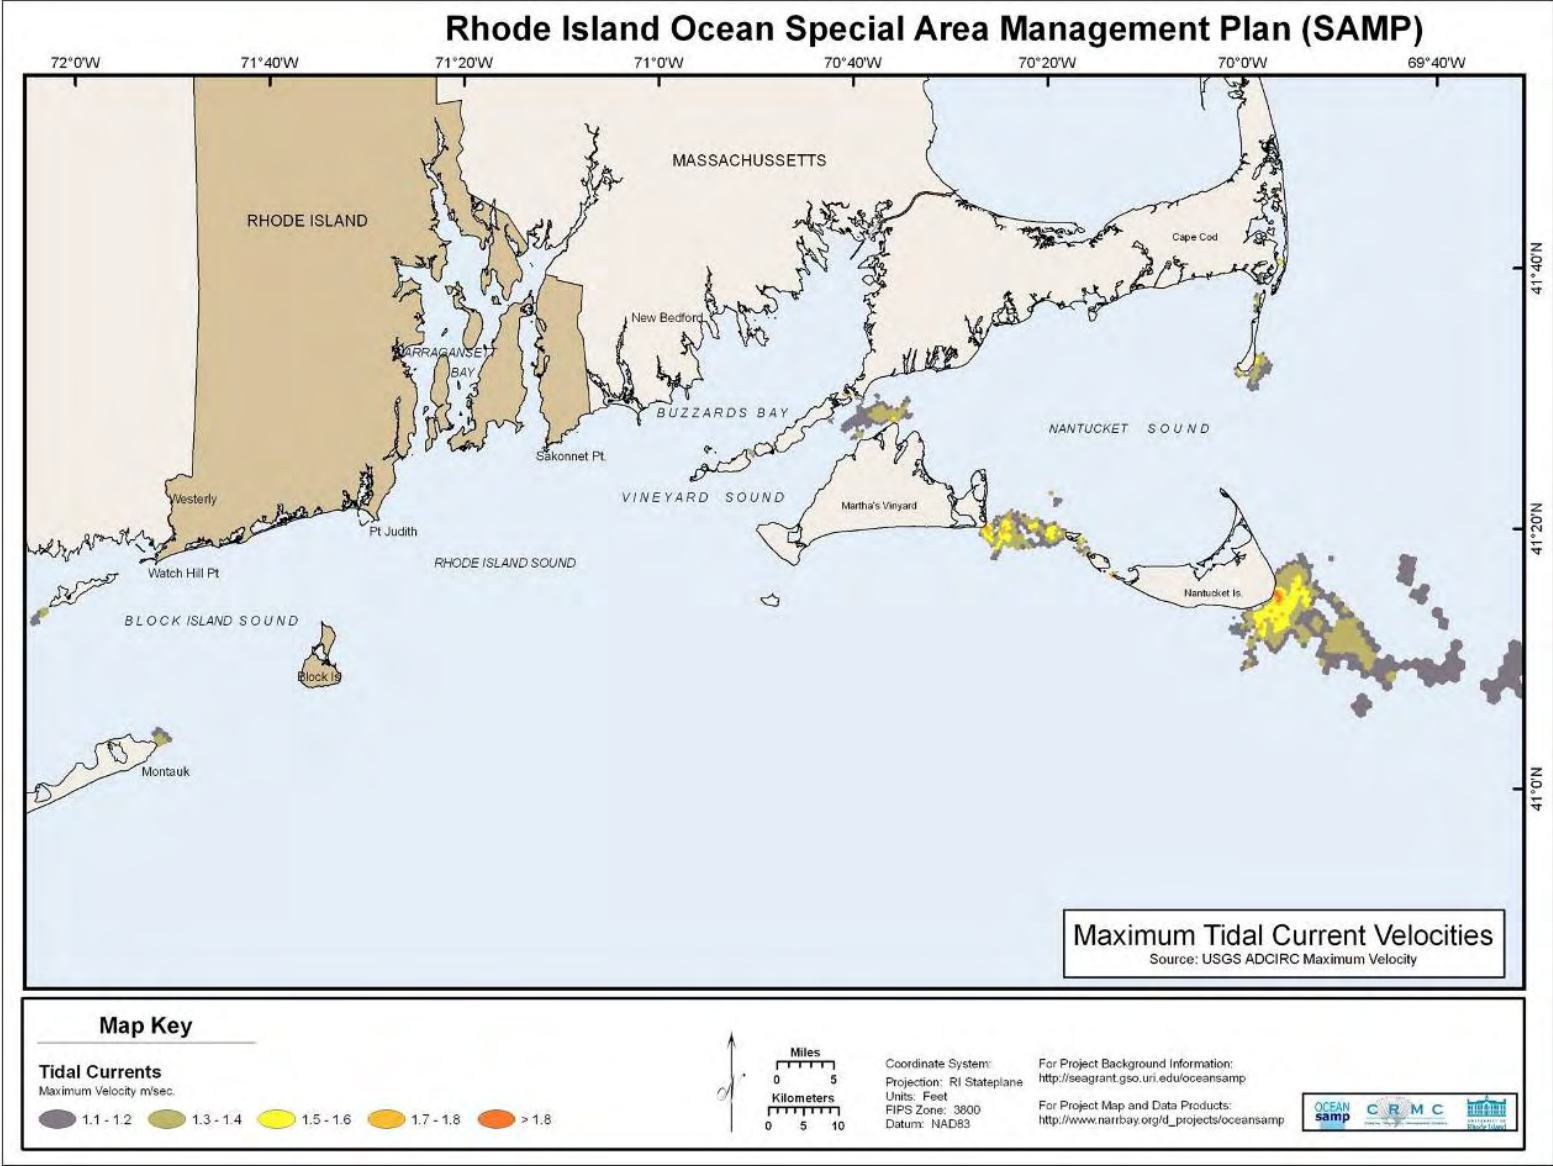 Rhode Island Ocean Special Area Management Plan (SAMP)
72°0'W 71°40'W 71°20'W 71°0'W 70°40'W 70°20'W 70°0'W 69°40'W
MASSACHUSSETTS
RHODE ISLAND
Cape Cod
41°40'N
New Bedford
NARRAGANSETT
BAY
BUZZARDS BAY
NANTUCKET SOUND
Sakonnet Pt.
Westerly
VINEYARD SOUND
Martha's Vinyard
41°20'N
Pt Judith
RHODE ISLAND SOUND
Watch Hill Pt
Nantucket Is.
BLOCK ISLAND SOUND
Block Is
Montauk
41°0'N
Maximum Tidal Current Velocities
Source: USGS ADCIRC Maximum Velocity
Map Key
Tidal Currents
Maximum Velocity m/sec.
1.1 - 1.2 1.3 - 1.4 1.5 - 1.6 1.7 - 1.8 > 1.8
Miles
0 5
Kilometers
0 5 10
Coordinate System:
Projection: RI Stateplane
Units: Feet
FIPS Zone: 3800
Datum: NAD83
For Project Background Information:
http://seagrant.gso.uri.edu/oceansamp
For Project Map and Data Products:
http://www.narrbay.org/d_projects/oceansamp
OCEAN
samp
CRMC
Rhode Island